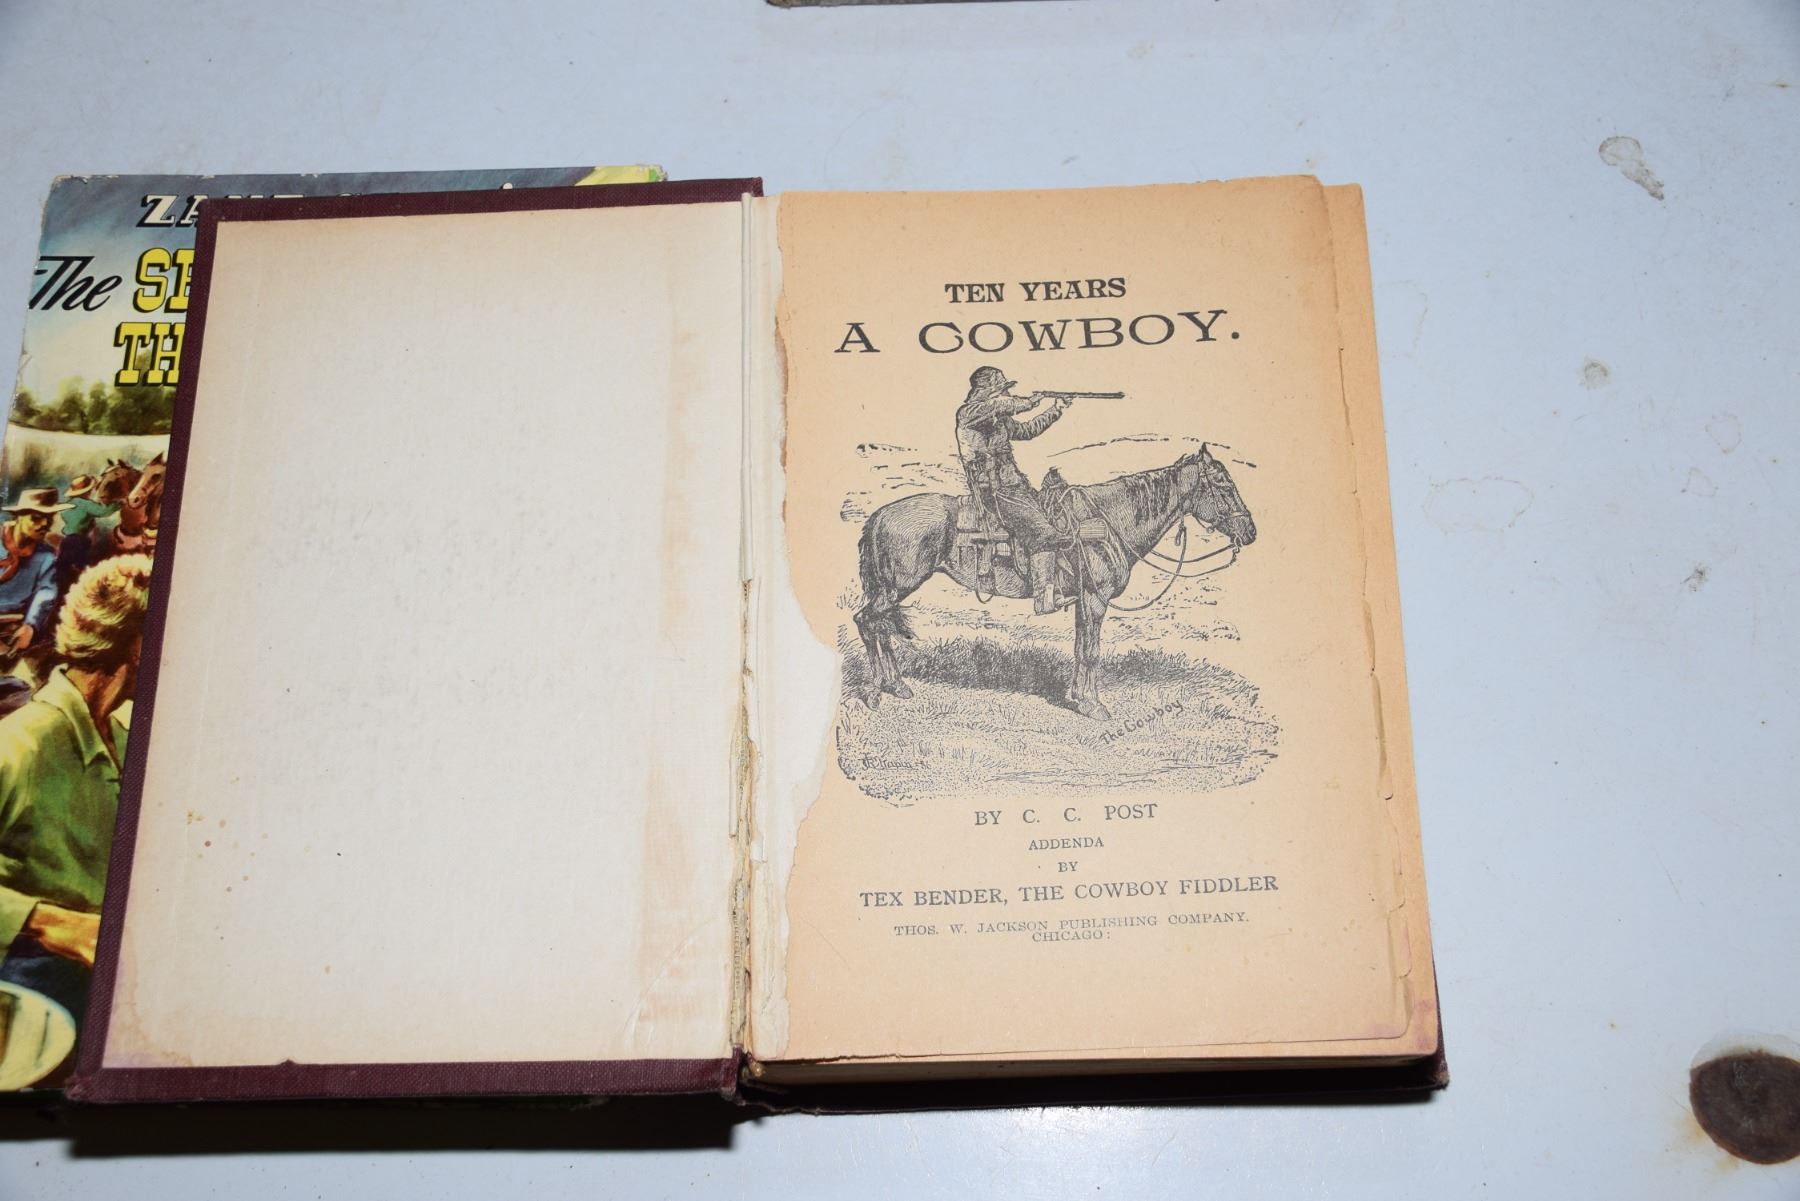 The
TEN YEARS
A COWBOY.
The Cowboy
BY C. C. POST
ADDENDA
BY
TEX BENDER, THE COWBOY FIDDLER
THOS. W. JACKSON PUBLISHING COMPANY.
CHICAGO: